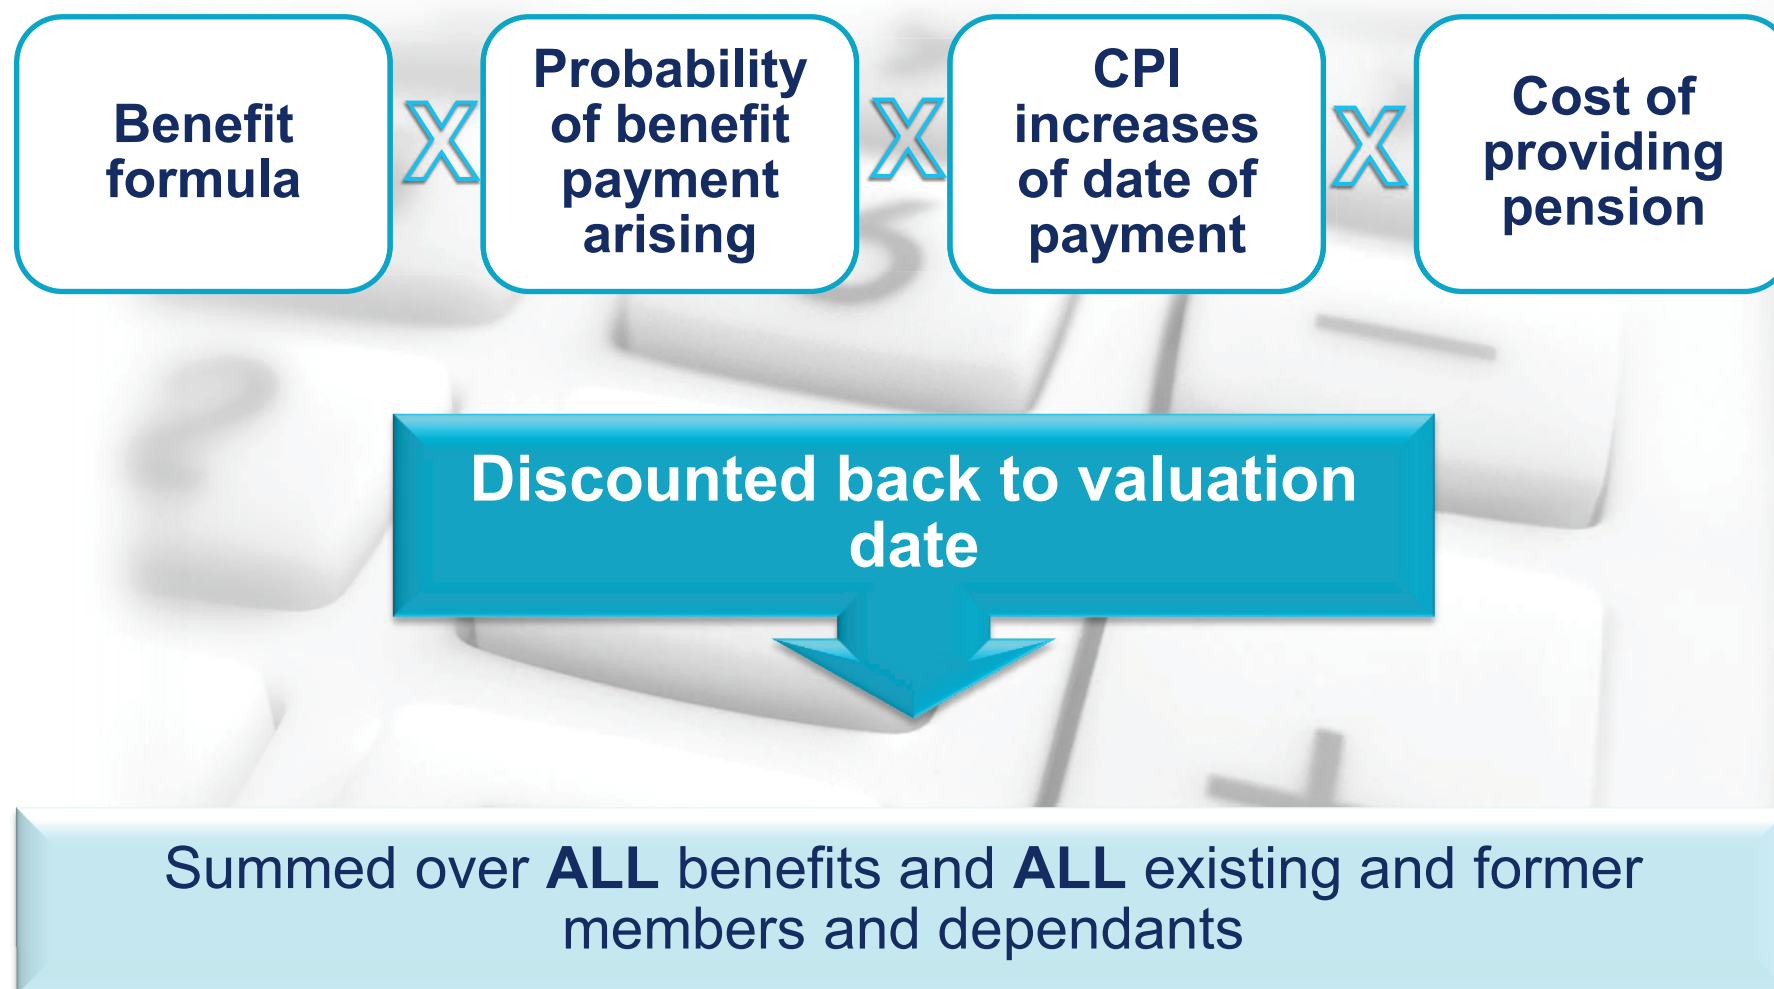 Benefit
formula
X
Probability
of benefit
payment
arising
X
CPI
increases
of date of
payment
X
Cost of
providing
pension
Discounted back to valuation
date
Summed over ALL benefits and ALL existing and former
members and dependants